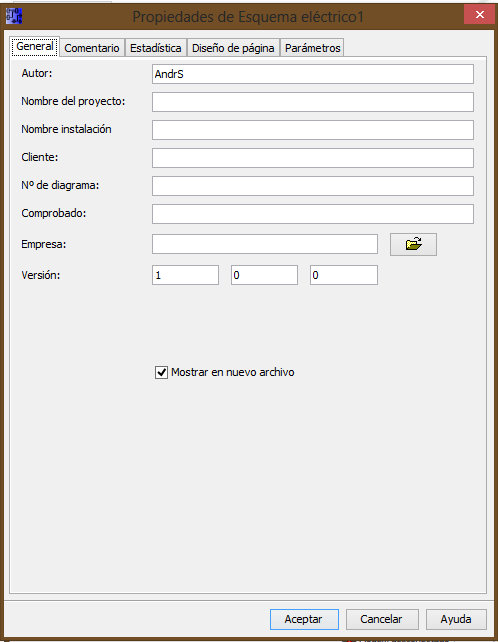 Propiedades de Esquema eléctrico1
General Comentario Estadística Diseño de página Parámetros
Autor: AndrS
Nombre del proyecto:
Nombre instalación
Cliente:
Nº de diagrama:
Comprobado:
Empresa:
Versión: 1 0 0
Mostrar en nuevo archivo
Aceptar Cancelar Ayuda